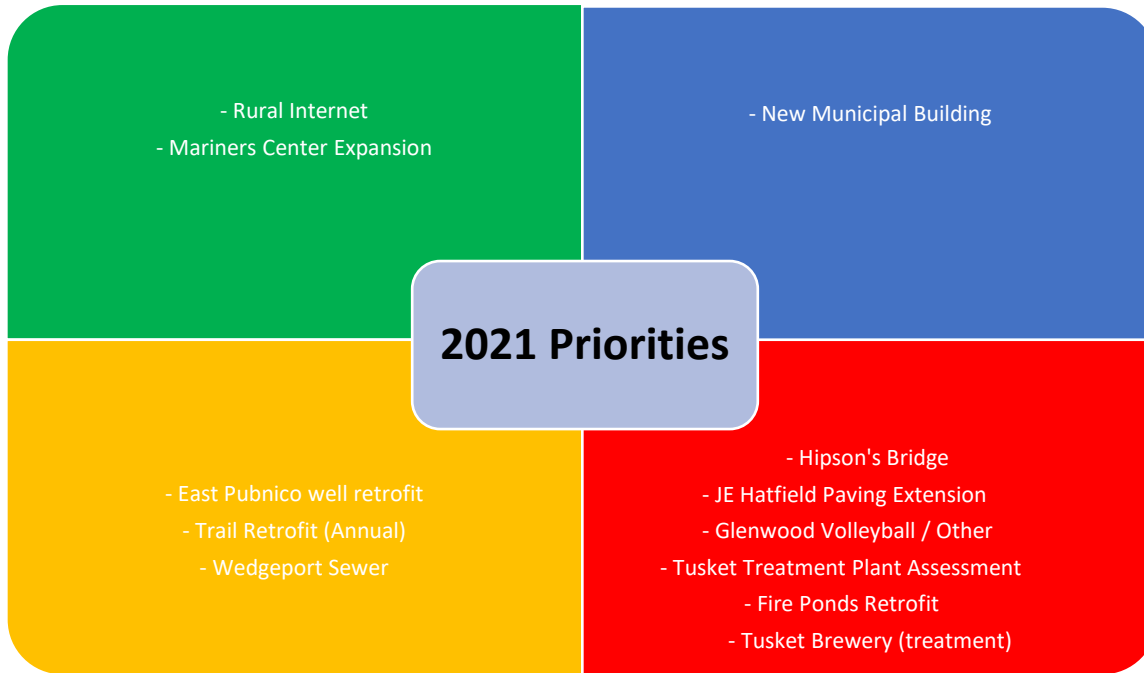 - Rural Internet
- Mariners Center Expansion
- New Municipal Building
2021 Priorities
- East Pubnico well retrofit
- Trail Retrofit (Annual)
- Wedgeport Sewer
- Hipson's Bridge
- JE Hatfield Paving Extension
- Glenwood Volleyball / Other
- Tusket Treatment Plant Assessment
- Fire Ponds Retrofit
- Tusket Brewery (treatment)